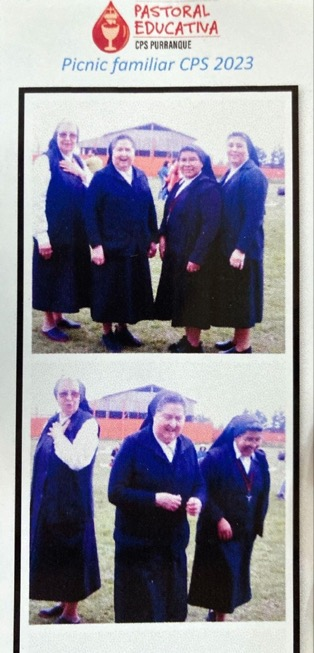 PASTORAL
EDUCATIVA
CPS PURRANQUE
Picnic familiar CPS 2023